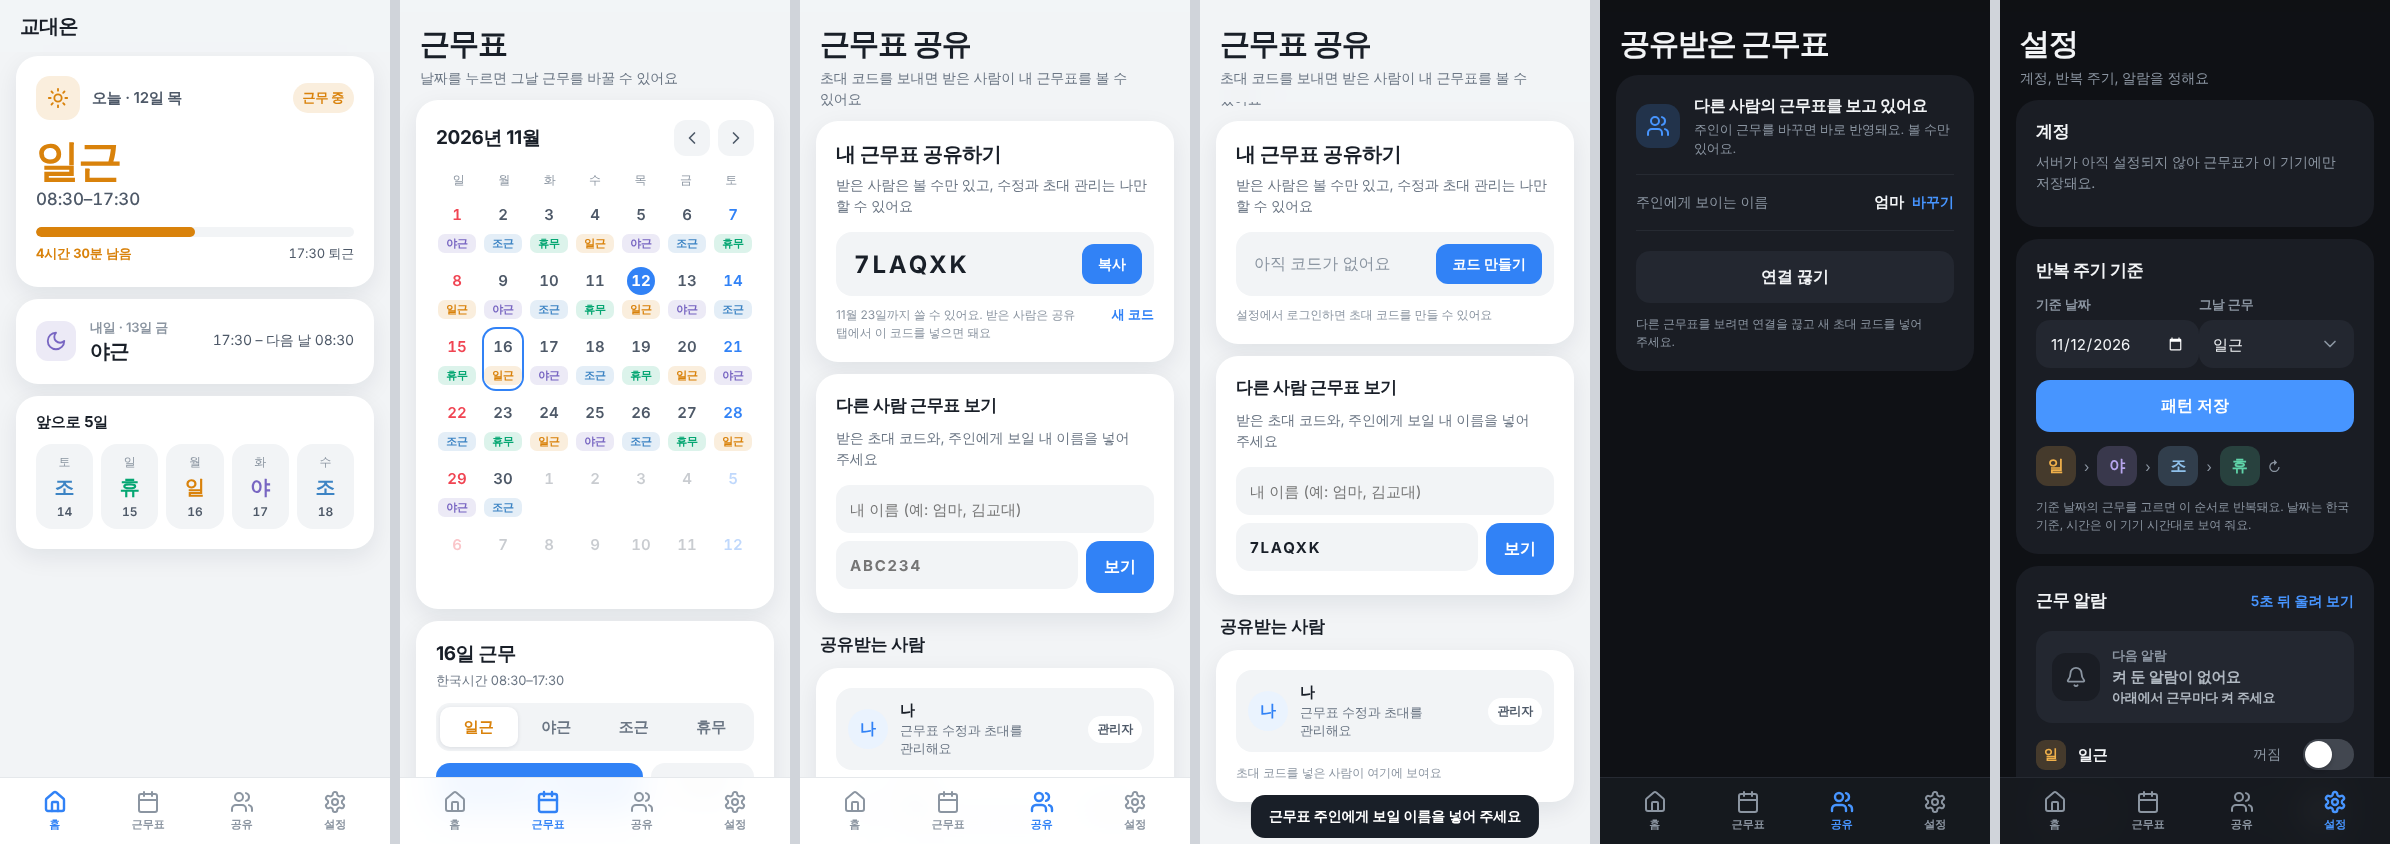 교대온
오늘 · 12일 목
근무 중
일근
08:30–17:30
4시간 30분 남음
17:30 퇴근
내일 · 13일 금
야근
17:30 – 다음 날 08:30
앞으로 5일
토 일 월 화 수
조 휴 일 야 조
14 15 16 17 18
홈 근무표 공유 설정
근무표
날짜를 누르면 그날 근무를 바꿀 수 있어요
2026년 11월
일 월 화 수 목 금 토
1 2 3 4 5 6 7
야근 조근 휴무 일근 야근 조근 휴무
8 9 10 11 12 13 14
일근 야근 조근 휴무 일근 야근 조근
15 16 17 18 19 20 21
휴무 일근 야근 조근 휴무 일근 야근
22 23 24 25 26 27 28
조근 휴무 일근 야근 조근 휴무 일근
29 30 1 2 3 4 5
야근 조근
6 7 8 9 10 11 12
16일 근무
한국시간 08:30–17:30
일근 야근 조근 휴무
홈 근무표 공유 설정
근무표 공유
초대 코드를 보내면 받은 사람이 내 근무표를 볼 수
있어요
내 근무표 공유하기
받은 사람은 볼 수만 있고, 수정과 초대 관리는 나만
할 수 있어요
7LAQXK
복사
11월 23일까지 쓸 수 있어요. 받은 사람은 공유
탭에서 이 코드를 넣으면 돼요
새 코드
다른 사람 근무표 보기
받은 초대 코드와, 주인에게 보일 내 이름을 넣어
주세요
내 이름 (예: 엄마, 김교대)
ABC234
보기
공유받는 사람
나
나
근무표 수정과 초대를
관리해요
관리자
홈 근무표 공유 설정
근무표 공유
초대 코드를 보내면 받은 사람이 내 근무표를 볼 수
있어요
내 근무표 공유하기
받은 사람은 볼 수만 있고, 수정과 초대 관리는 나만
할 수 있어요
아직 코드가 없어요
코드 만들기
설정에서 로그인하면 초대 코드를 만들 수 있어요
다른 사람 근무표 보기
받은 초대 코드와, 주인에게 보일 내 이름을 넣어
주세요
내 이름 (예: 엄마, 김교대)
7LAQXK
보기
공유받는 사람
나
나
근무표 수정과 초대를
관리해요
관리자
초대 코드를 넣은 사람이 여기에 보여요
근무표 주인에게 보일 이름을 넣어 주세요
공유받은 근무표
다른 사람의 근무표를 보고 있어요
주인이 근무를 바꾸면 바로 반영돼요. 볼 수만
있어요.
주인에게 보이는 이름
엄마 바꾸기
연결 끊기
다른 근무표를 보려면 연결을 끊고 새 초대 코드를 넣어
주세요.
홈 근무표 공유 설정
설정
계정, 반복 주기, 알람을 정해요
계정
서버가 아직 설정되지 않아 근무표가 이 기기에만
저장돼요.
반복 주기 기준
기준 날짜 그날 근무
11/12/2026 일근
패턴 저장
일 › 야 › 조 › 휴
기준 날짜의 근무를 고르면 이 순서로 반복돼요. 날짜는 한국
기준, 시간은 이 기기 시간대로 보여 줘요.
근무 알람
5초 뒤 울려 보기
다음 알람
켜 둔 알람이 없어요
아래에서 근무마다 켜 주세요
일 일근 꺼짐
홈 근무표 공유 설정